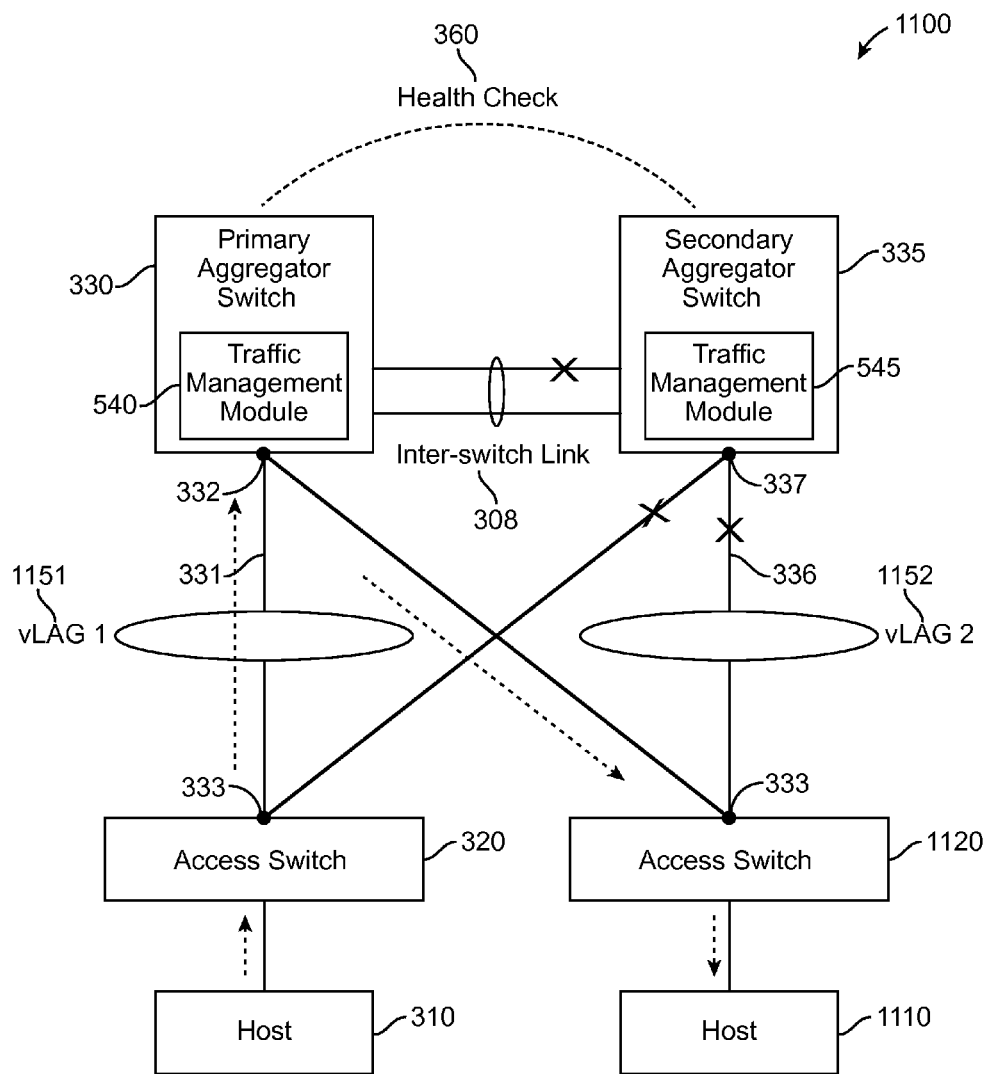 1100
360
Health Check
Primary
Aggregator
Switch
330
Secondary
Aggregator
Switch
335
Traffic
Management
Module
540
Traffic
Management
Module
545
Inter-switch Link
308
332
337
331
336
1151
vLAG 1
1152
vLAG 2
333
333
Access Switch
320
Access Switch
1120
Host
310
Host
1110